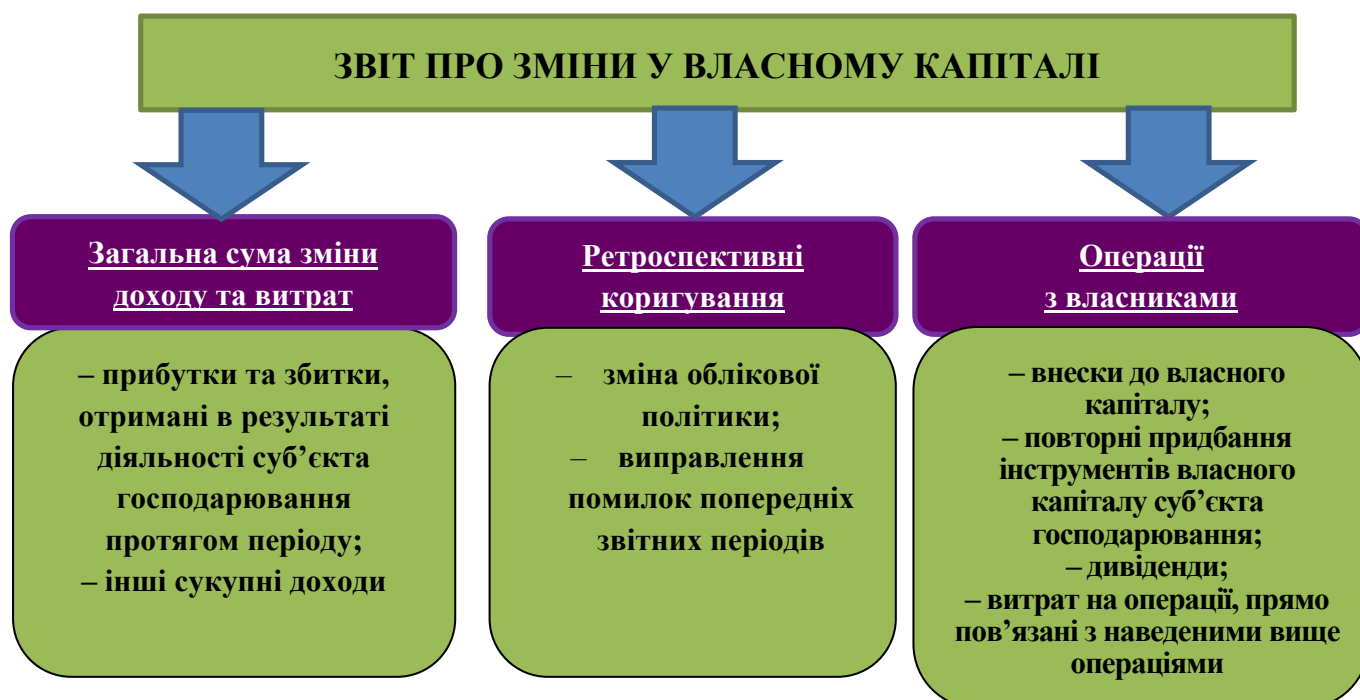 ЗВІТ ПРО ЗМІНИ У ВЛАСНОМУ КАПІТАЛІ
Загальна сума зміни
доходу та витрат
– прибутки та збитки,
отримані в результаті
діяльності суб’єкта
господарювання
протягом періоду;
– інші сукупні доходи
Ретроспективні
коригування
– зміна облікової
політики;
– виправлення
помилок попередніх
звітних періодів
Операції
з власниками
– внески до власного
капіталу;
– повторні придбання
інструментів власного
капіталу суб’єкта
господарювання;
– дивіденди;
– витрат на операції, прямо
пов’язані з наведеними вище
операціями